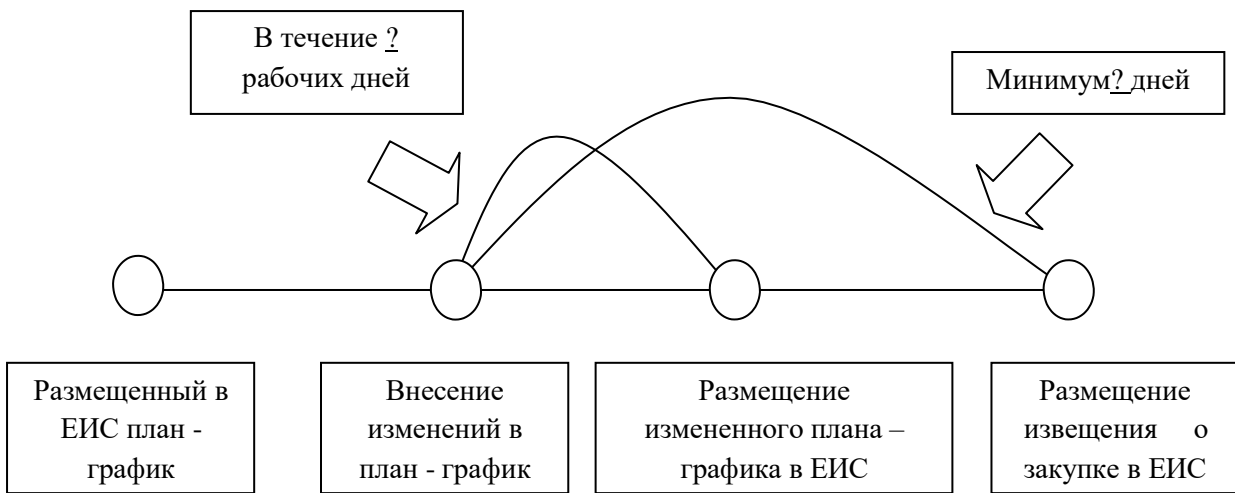 В течение ?
рабочих дней
Минимум? дней
Размещенный в
ЕИС план -
график
Внесение
изменений в
план - график
Размещение
измененного плана –
графика в ЕИС
Размещение
извещения о
закупке в ЕИС